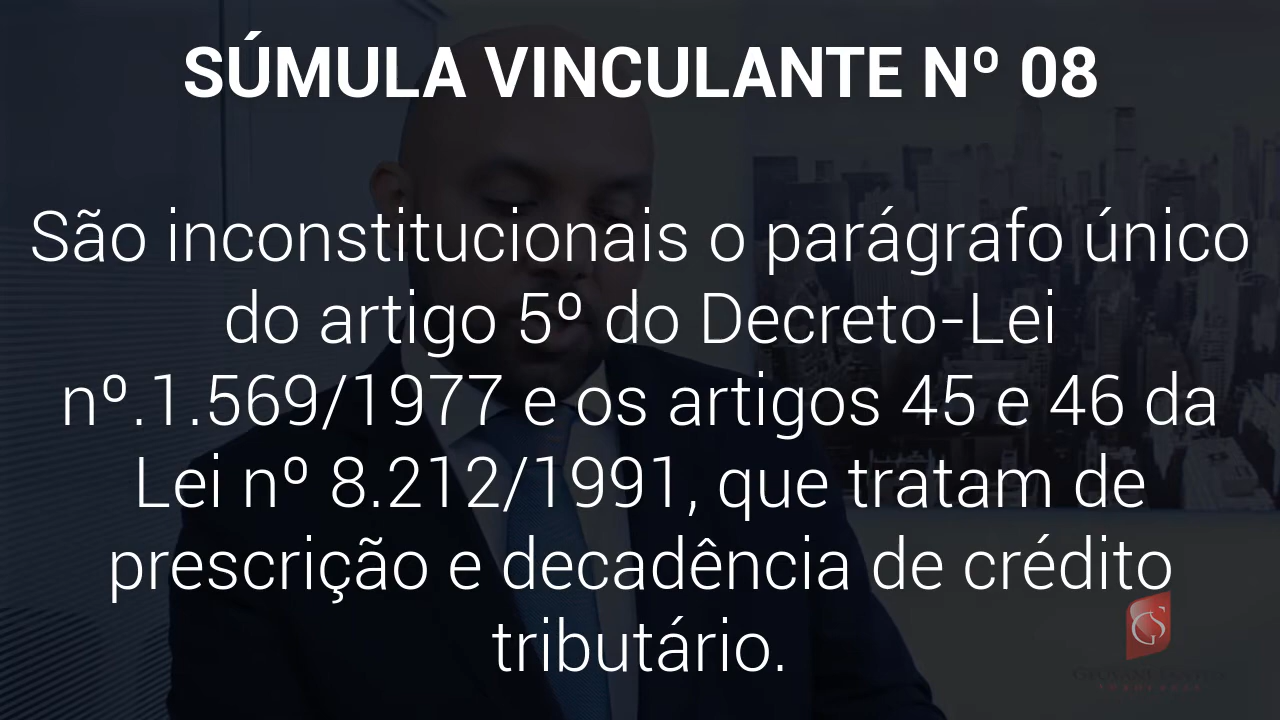 SÚMULA VINCULANTE Nº 08
São inconstitucionais o parágrafo único
do artigo 5º do Decreto-Lei
nº.1.569/1977 e os artigos 45 e 46 da
Lei nº 8.212/1991, que tratam de
prescrição e decadência de crédito
tributário.